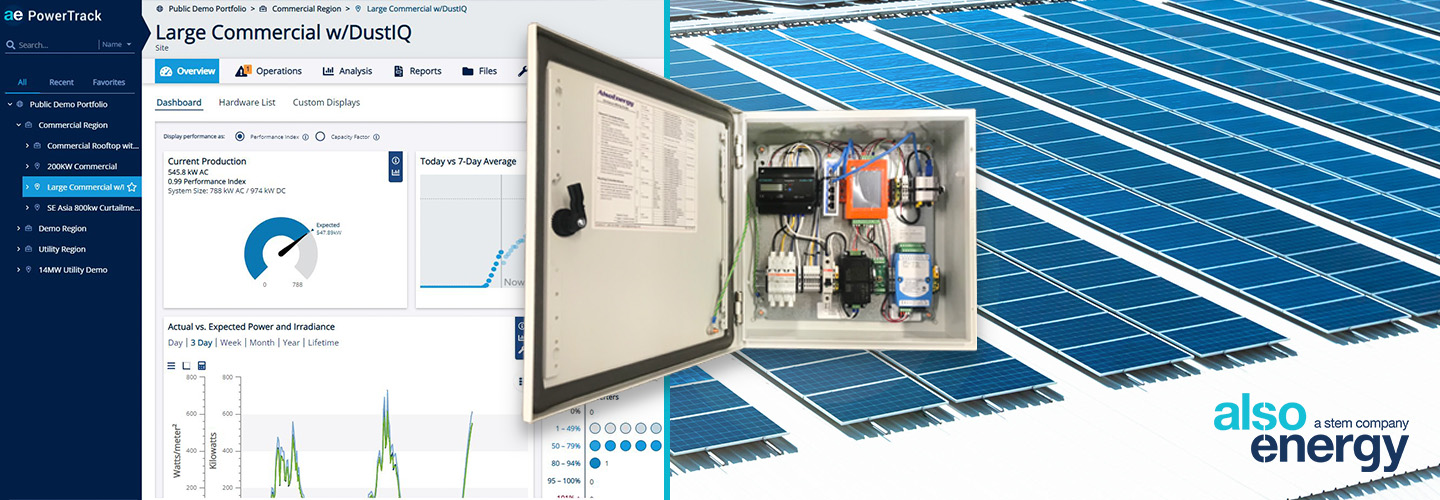 ae PowerTrack
Search...
Name
All
Recent
Favorites
Public Demo Portfolio
Commercial Region
Commercial Rooftop wit...
200KW Commercial
Large Commercial w/l
SE Asia 800kw Curtailme...
Demo Region
Utility Region
14MW Utility Demo
Public Demo Portfolio > Commercial Region > Large Commercial w/DustIQ
Large Commercial w/DustIQ
Site
Overview
1
Operations
Analysis
Reports
Files
Dashboard
Hardware List
Custom Displays
Display performance as:
Performance Index
Capacity Factor
Current Production
545.8 kW AC
0.99 Performance Index
System Size: 788 kW AC / 974 kW DC
Expected
547.89kW
0
788
Today vs 7-Day Average
Now
Actual vs. Expected Power and Irradiance
Day | 3 Day | Week | Month | Year | Lifetime
Watts/meter²
800
600
400
200
Kilowatts
800
600
400
200
0%
0
1 – 49%
50 – 79%
80 – 94%
1
95 – 100%
0
AlsoEnergy
also
energy
a stem company